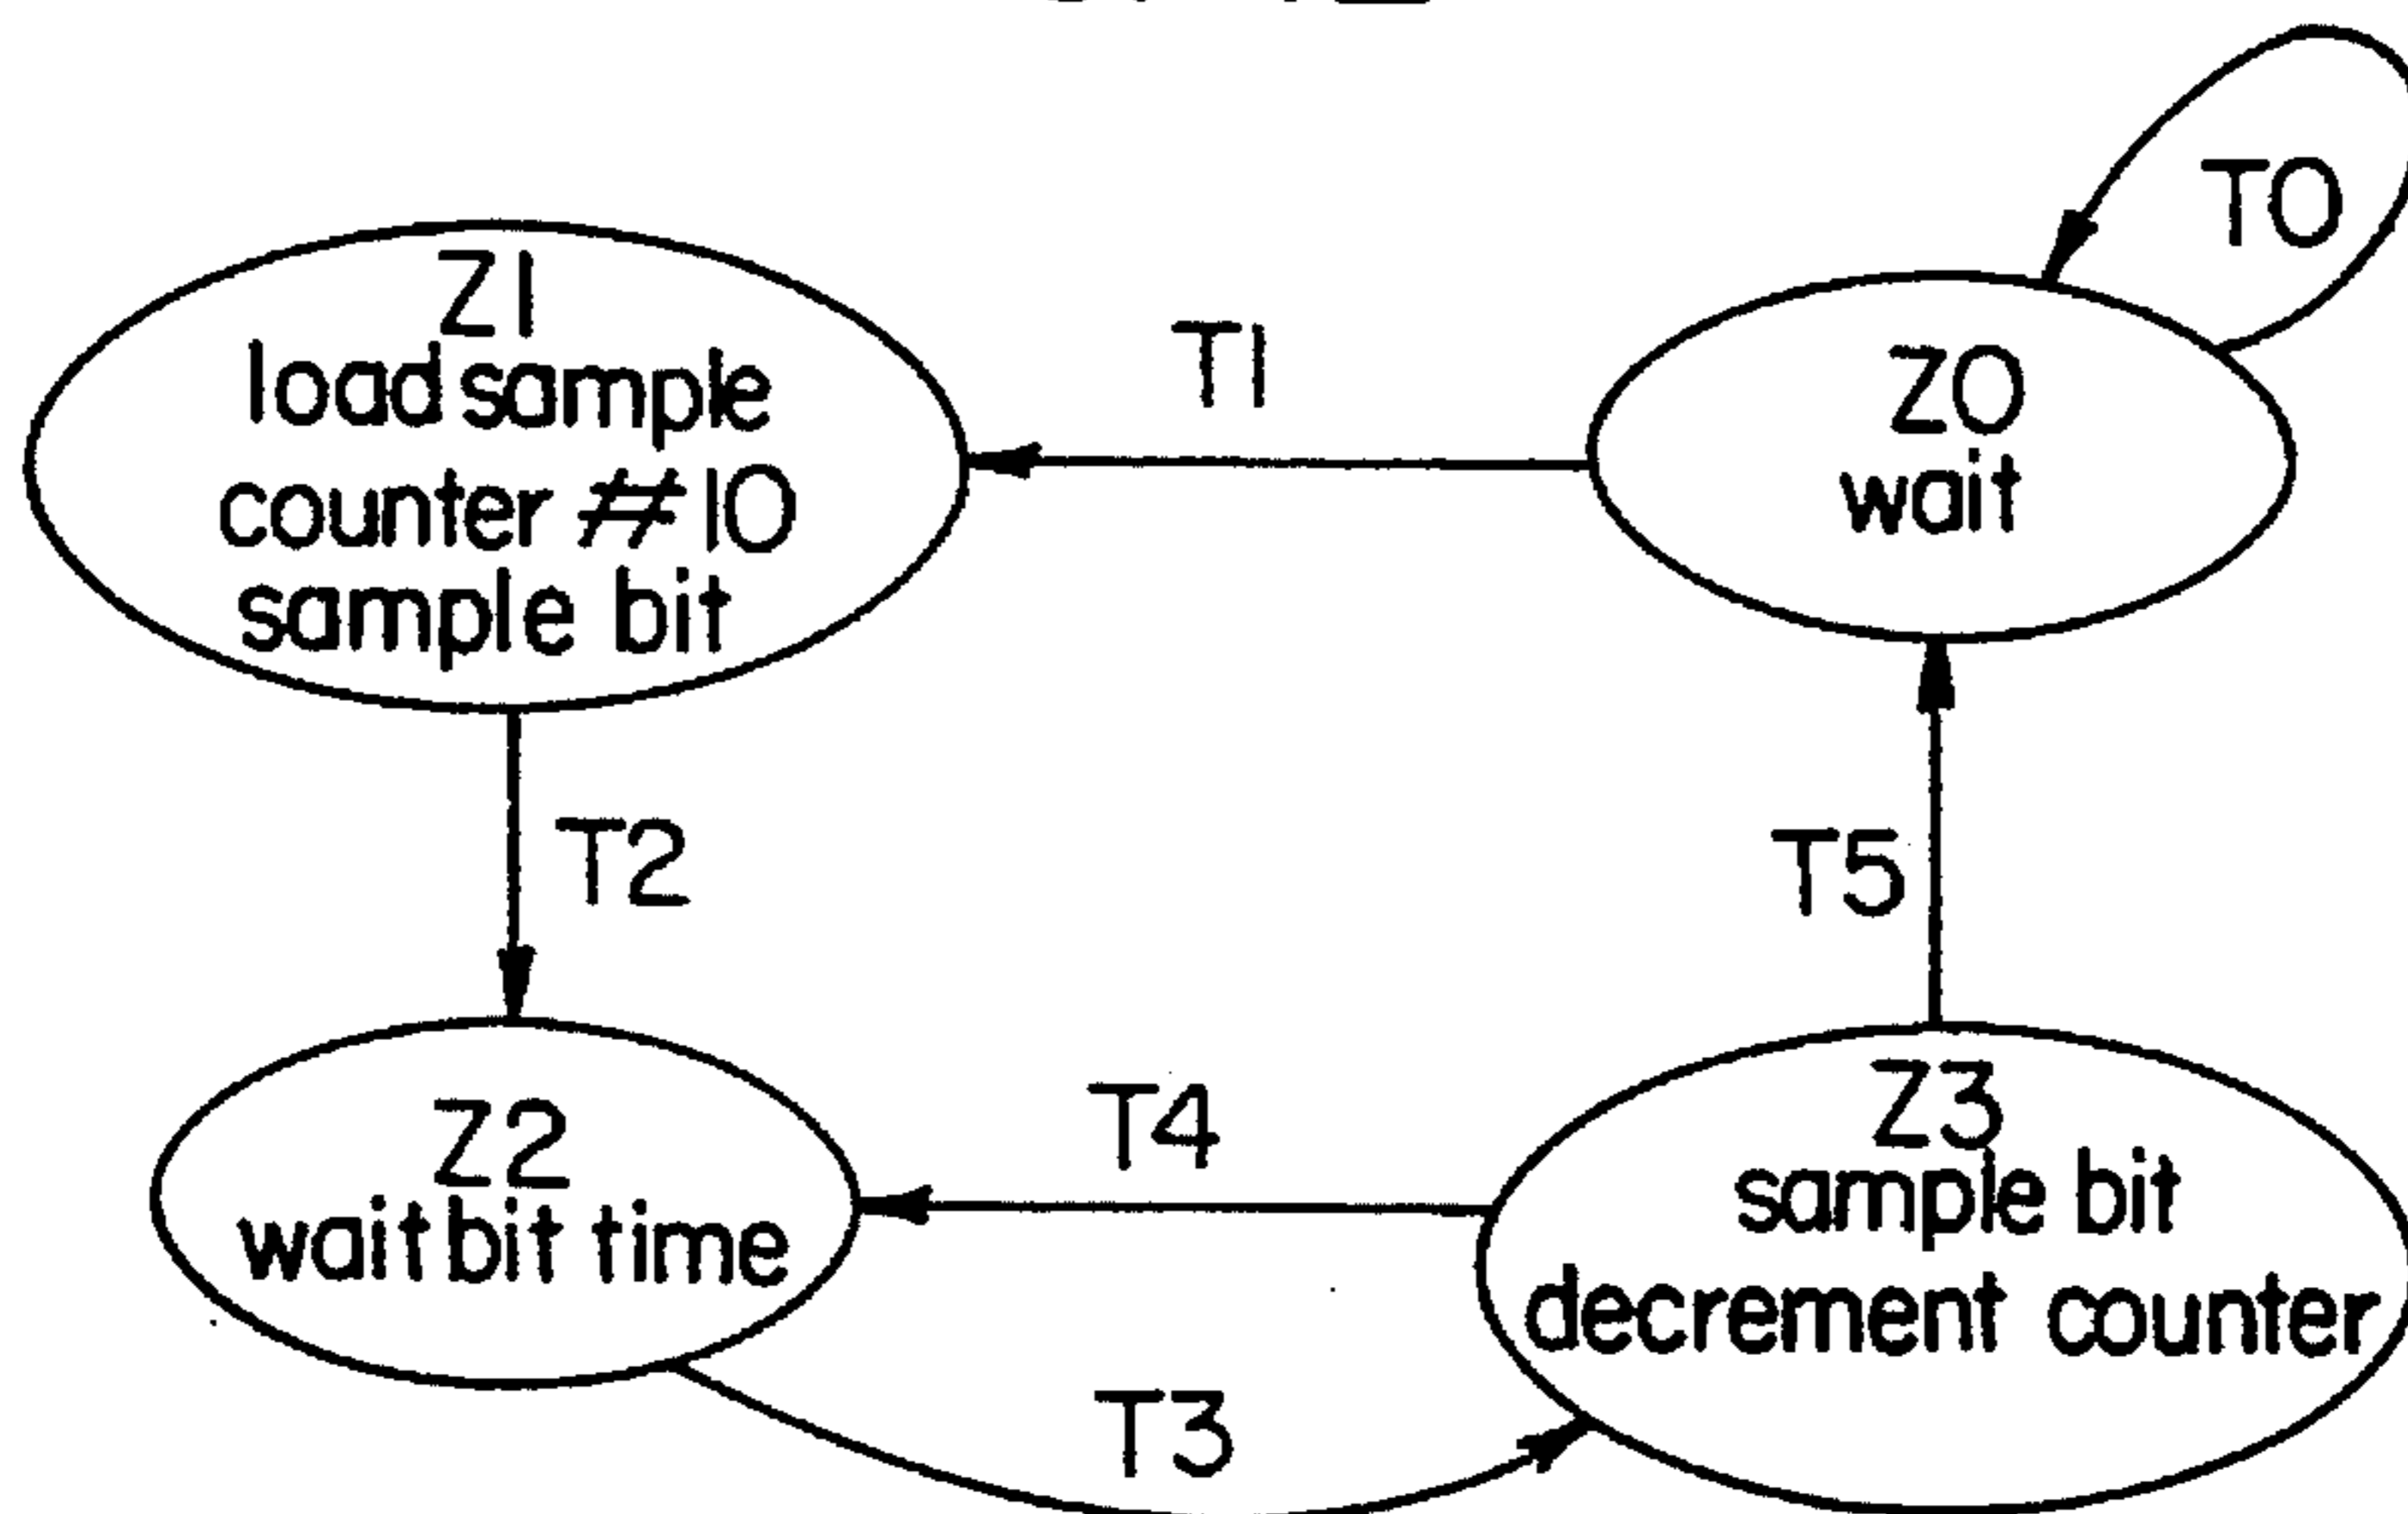 T0
Z1
load sample
counter #10
sample bit
T1
Z0
wait
T2
T5
Z2
wait bit time
T4
Z3
sample bit
decrement counter
T3